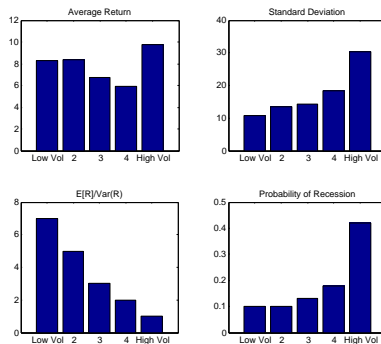 Average Return
12
10
8
6
4
2
0
Low Vol 2 3 4 High Vol
Standard Deviation
40
30
20
10
0
Low Vol 2 3 4 High Vol
E[R]/Var(R)
8
6
4
2
0
Low Vol 2 3 4 High Vol
Probability of Recession
0.5
0.4
0.3
0.2
0.1
0
Low Vol 2 3 4 High Vol